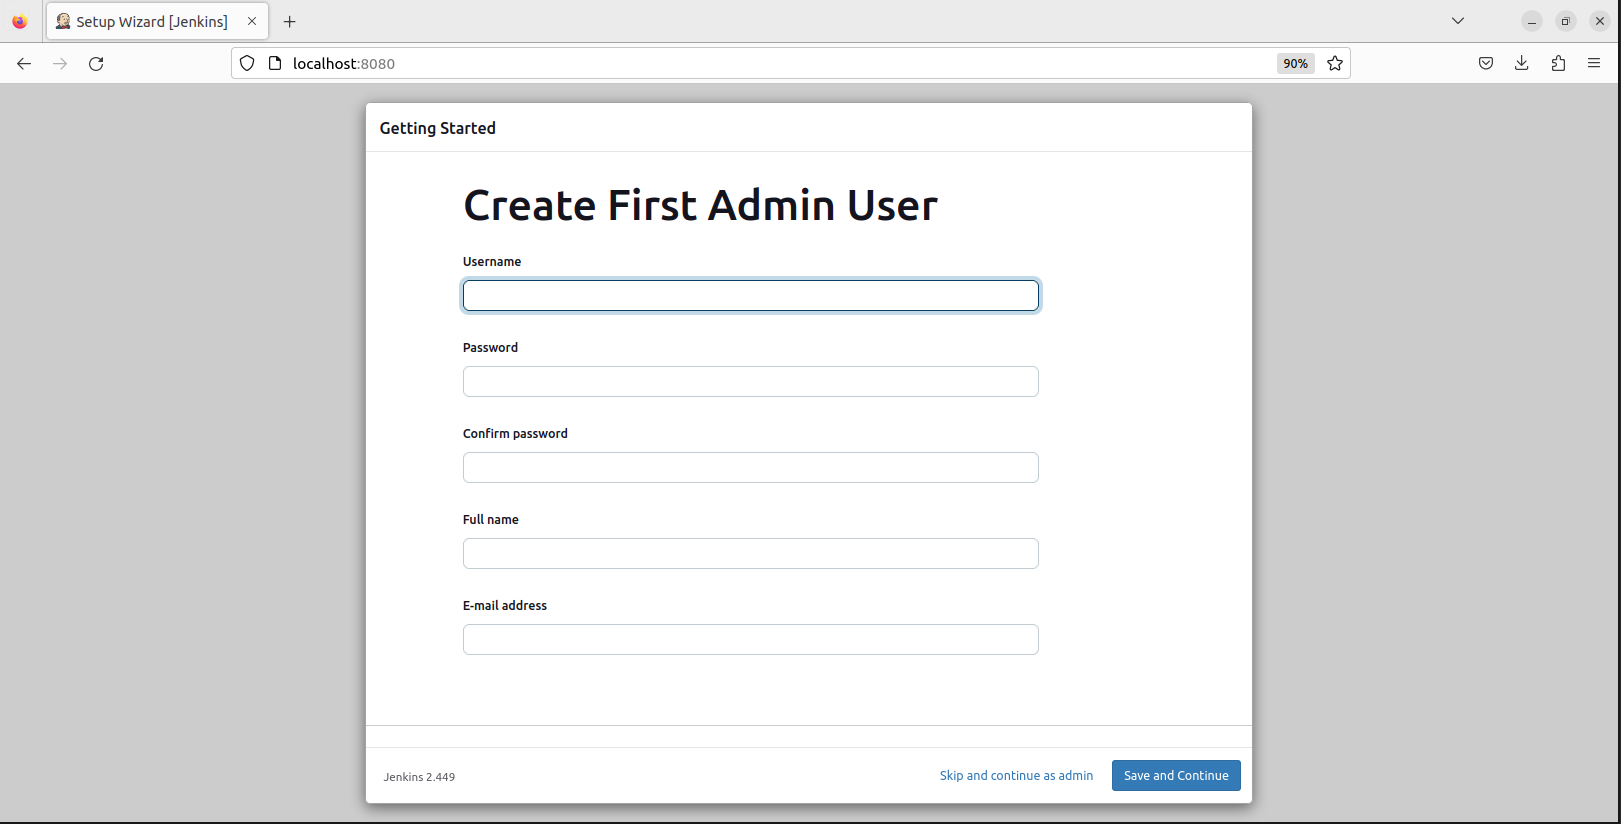 Setup Wizard [Jenkins]
localhost:8080
90%
Getting Started
Create First Admin User
Username
Password
Confirm password
Full name
E-mail address
Jenkins 2.449
Skip and continue as admin
Save and Continue